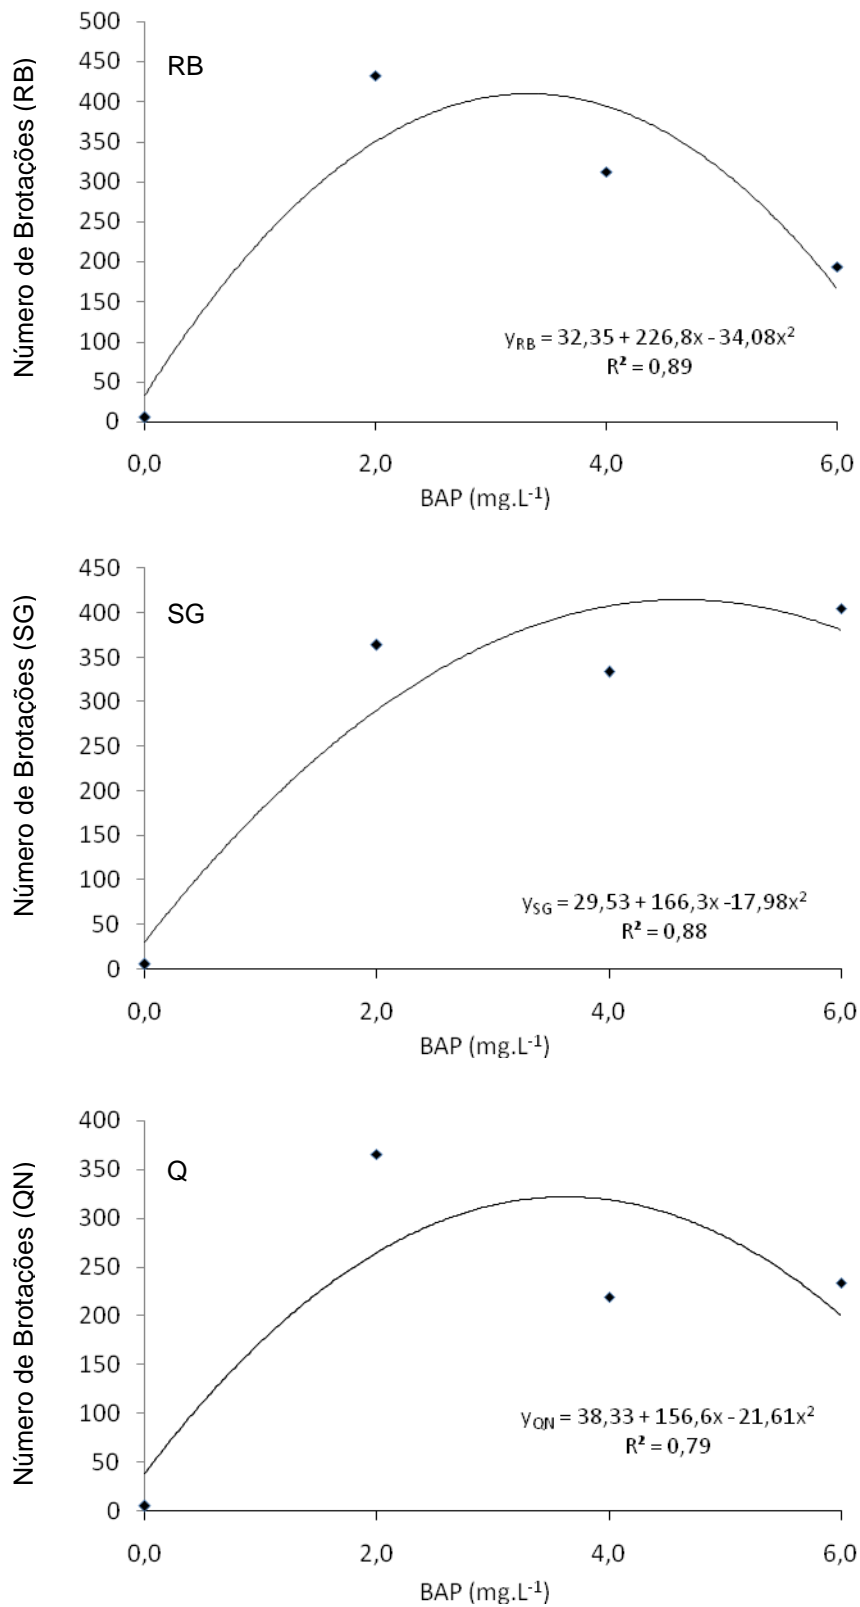 Número de Brotações (RB)
500
450
400
350
300
250
200
150
100
50
0
RB
y_RB = 32,35 + 226,8x - 34,08x²
R² = 0,89
0,0 2,0 4,0 6,0
BAP (mg.L⁻¹)
Número de Brotações (SG)
450
400
350
300
250
200
150
100
50
0
SG
y_SG = 29,53 + 166,3x -17,98x²
R² = 0,88
0,0 2,0 4,0 6,0
BAP (mg.L⁻¹)
Número de Brotações (QN)
400
350
300
250
200
150
100
50
0
Q
y_QN = 38,33 + 156,6x - 21,61x²
R² = 0,79
0,0 2,0 4,0 6,0
BAP (mg.L⁻¹)